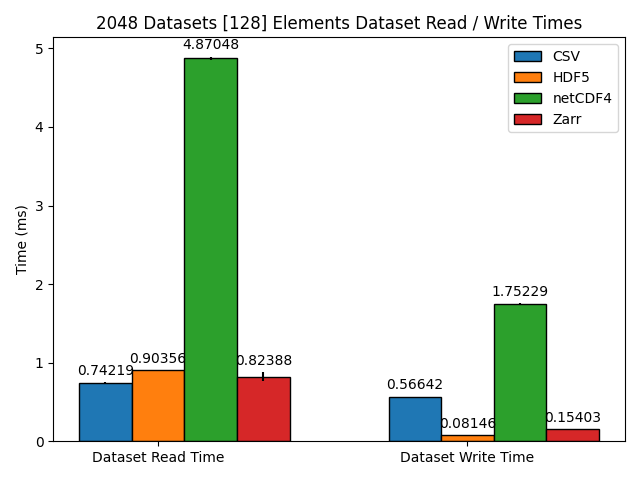 2048 Datasets [128] Elements Dataset Read / Write Times
Time (ms)
5
4
3
2
1
0
4.87048
0.74219
0.90356
0.82388
1.75229
0.56642
0.08146
0.15403
CSV
HDF5
netCDF4
Zarr
Dataset Read Time
Dataset Write Time